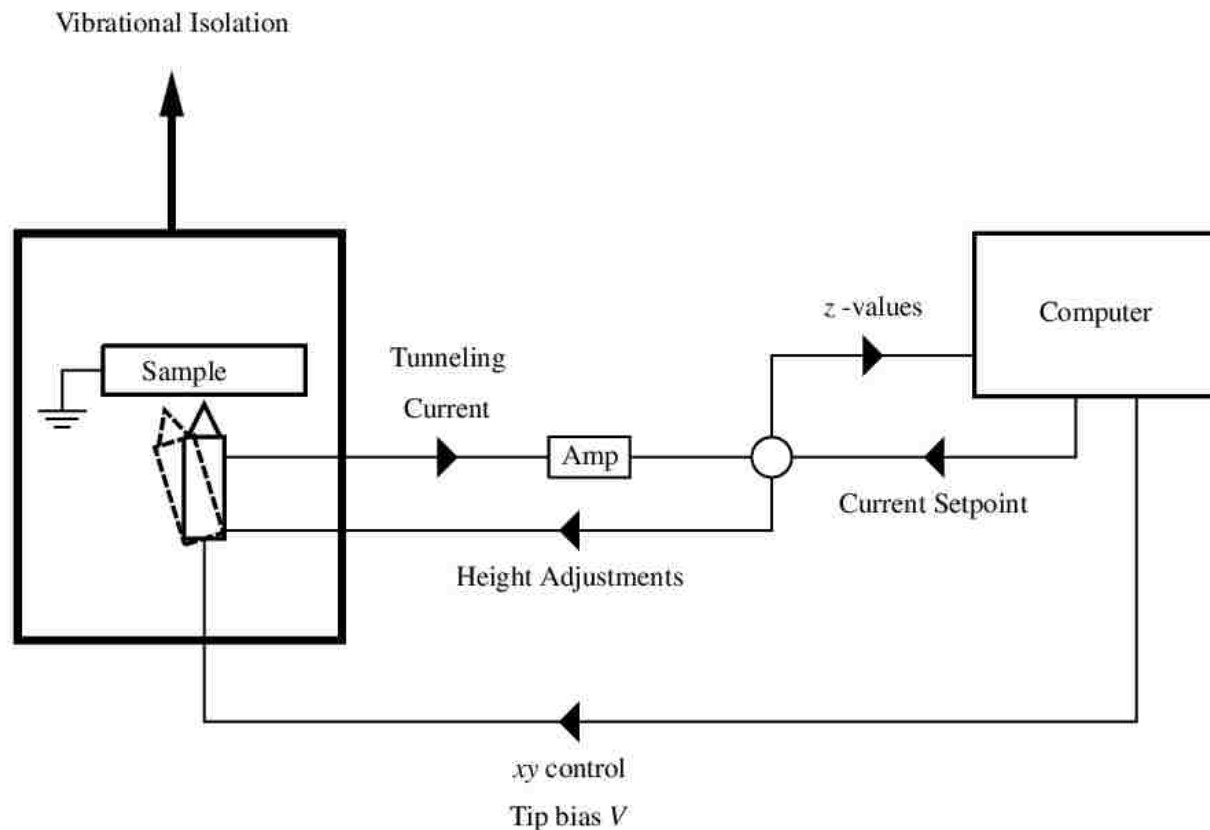 Vibrational Isolation
z -values
Computer
Sample
Tunneling
Current
Amp
Current Setpoint
Height Adjustments
xy control
Tip bias V